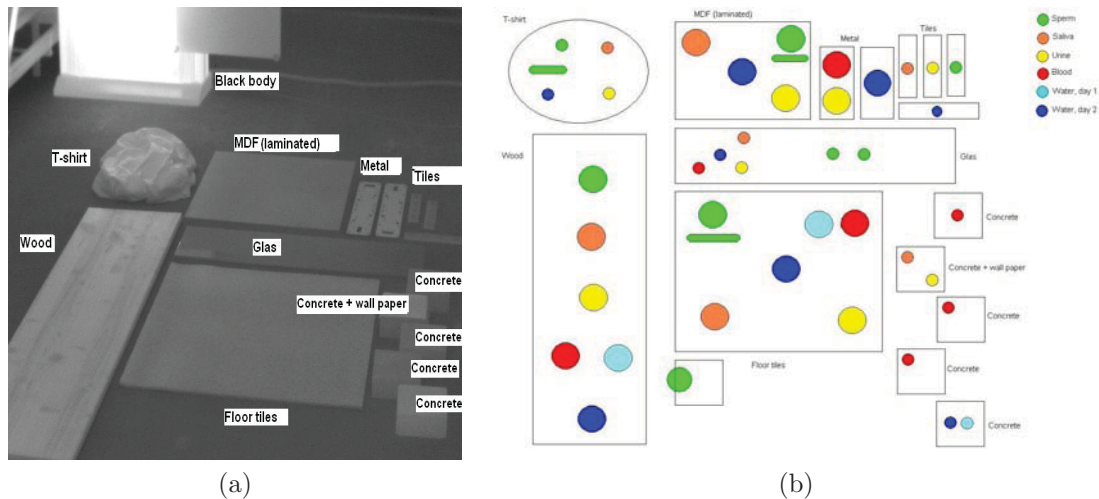 Black body
MDF (laminated)
T-shirt
Metal
Tiles
Wood
Glas
Concrete
Concrete + wall paper
Concrete
Concrete
Concrete
Floor tiles
(a)
T-shirt
MDF (laminated)
Metal
Tiles
Sperm
Saliva
Urine
Blood
Water, day 1
Water, day 2
Wood
Glas
Concrete
Concrete + wall paper
Concrete
Floor tiles
Concrete
Concrete
(b)